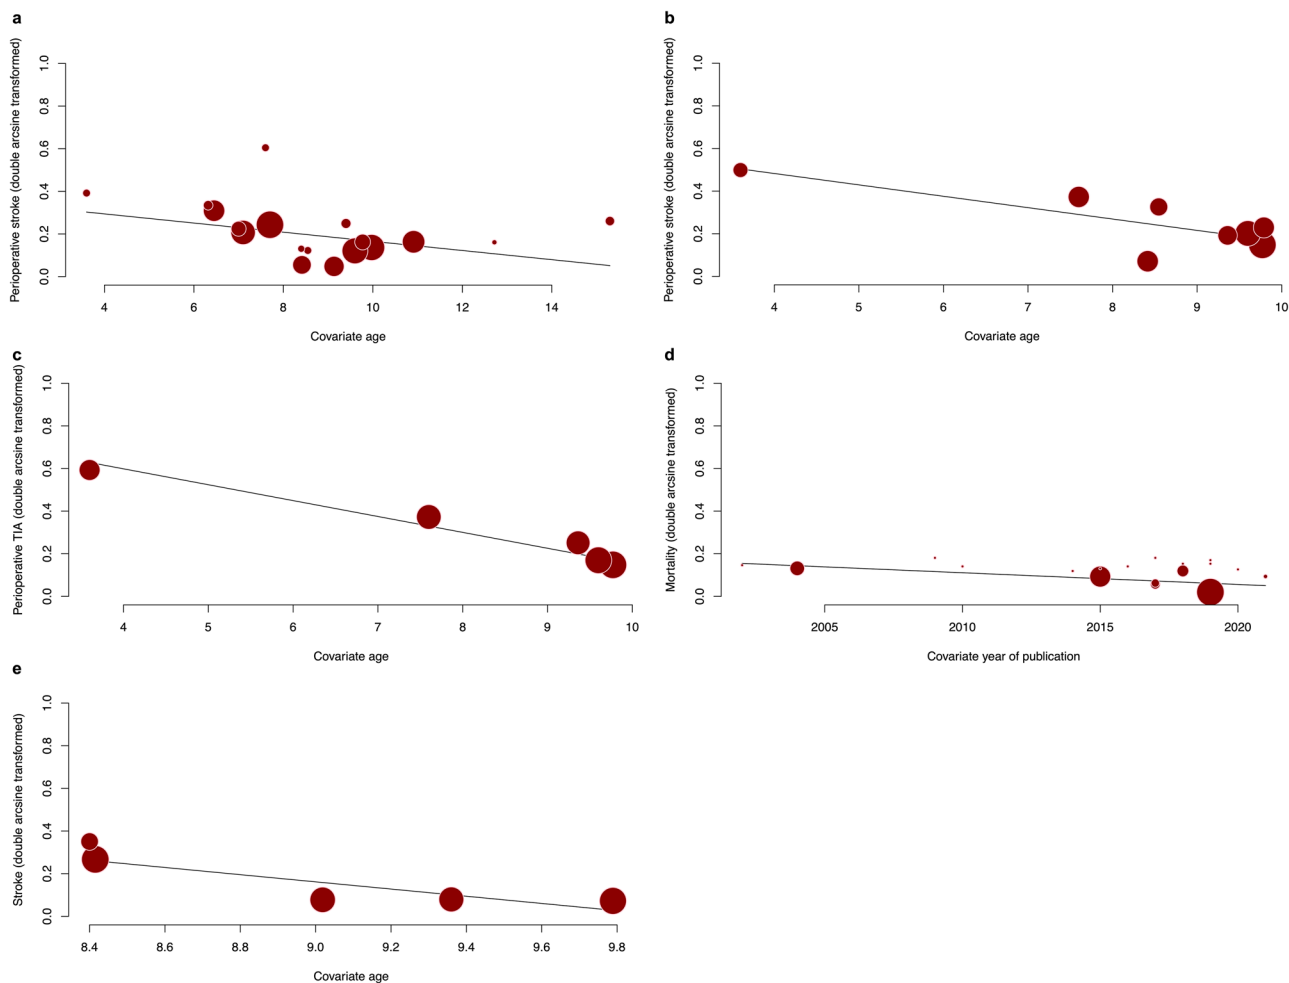 a
Perioperative stroke (double arcsine transformed)
0.0 0.2 0.4 0.6 0.8 1.0
4 6 8 10 12 14
Covariate age
b
Perioperative stroke (double arcsine transformed)
0.0 0.2 0.4 0.6 0.8 1.0
4 5 6 7 8 9 10
Covariate age
c
Perioperative TIA (double arcsine transformed)
0.0 0.2 0.4 0.6 0.8 1.0
4 5 6 7 8 9 10
Covariate age
d
Mortality (double arcsine transformed)
0.0 0.2 0.4 0.6 0.8 1.0
2005 2010 2015 2020
Covariate year of publication
e
Stroke (double arcsine transformed)
0.0 0.2 0.4 0.6 0.8 1.0
8.4 8.6 8.8 9.0 9.2 9.4 9.6 9.8
Covariate age